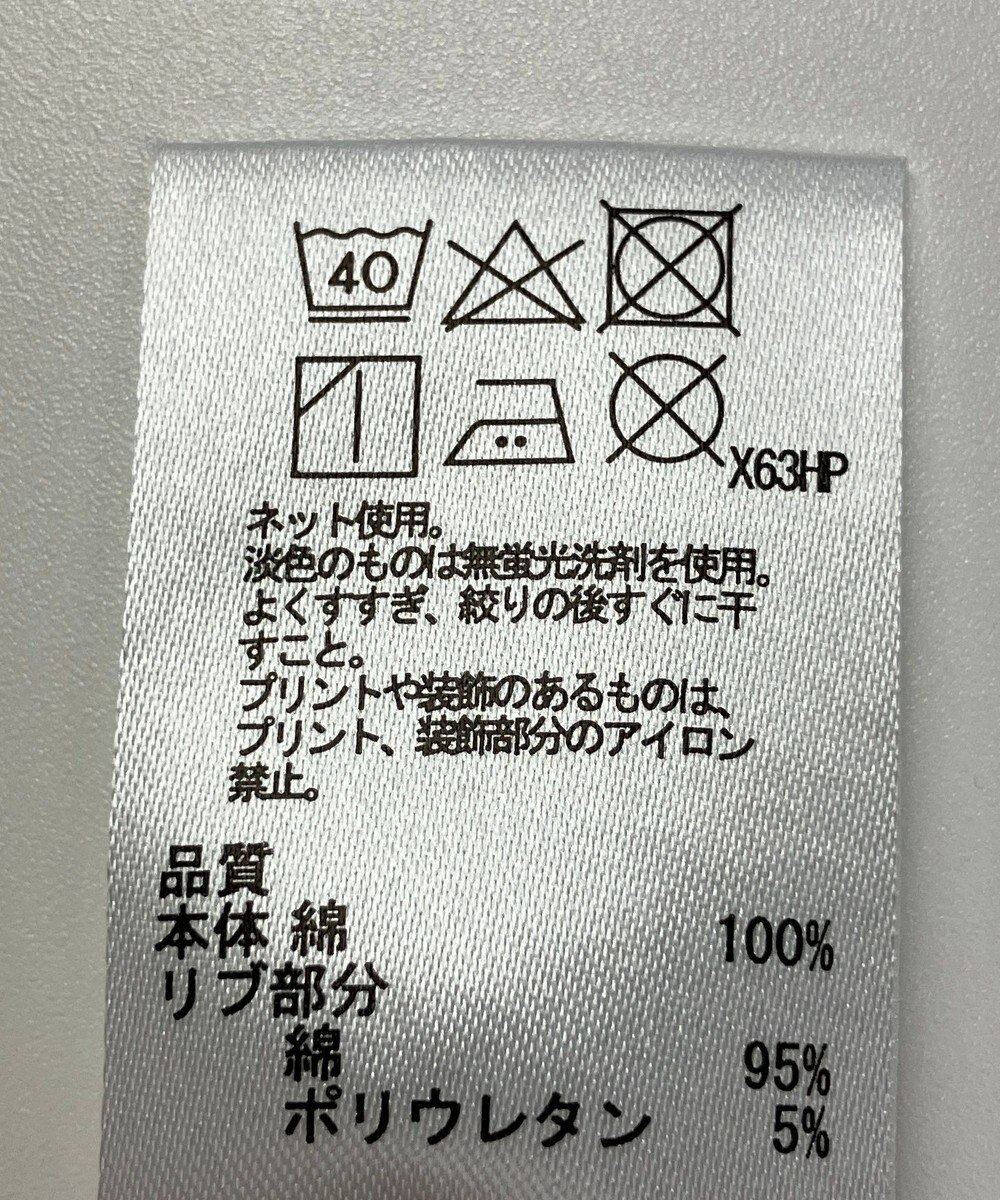 40
X63HP
ネット使用。
淡色のものは無蛍光洗剤を使用。
よくすすぎ、絞りの後すぐに干
すこと。
プリントや装飾のあるものは、
プリント、装飾部分のアイロン
禁止。
品質
本体 綿 100%
リブ部分
綿 95%
ポリウレタン 5%